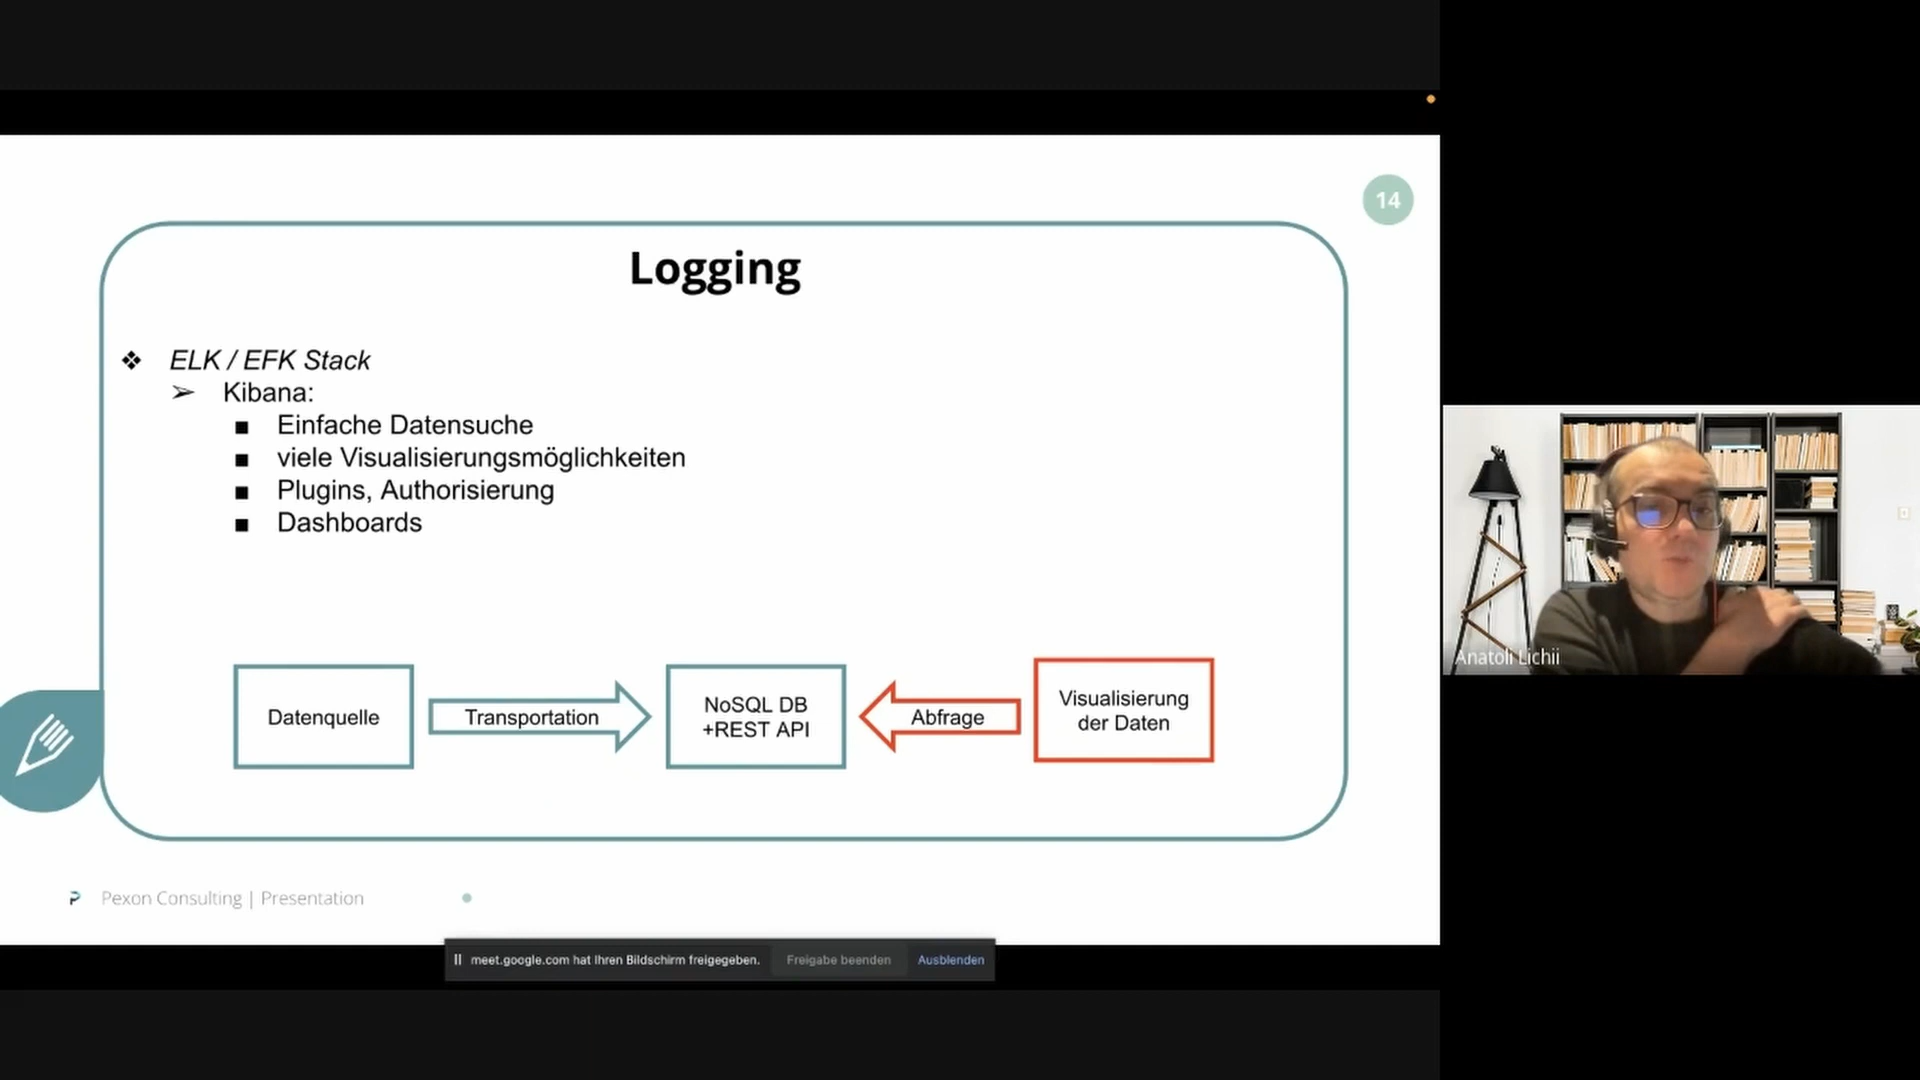 14
Logging
❖ ELK / EFK Stack
➢ Kibana:
■ Einfache Datensuche
■ viele Visualisierungsmöglichkeiten
■ Plugins, Authorisierung
■ Dashboards
Datenquelle
Transportation
NoSQL DB
+REST API
Abfrage
Visualisierung
der Daten
Anatoli Lichii
Pexon Consulting | Presentation
meet.google.com hat Ihren Bildschirm freigegeben. Freigabe beenden Ausblenden